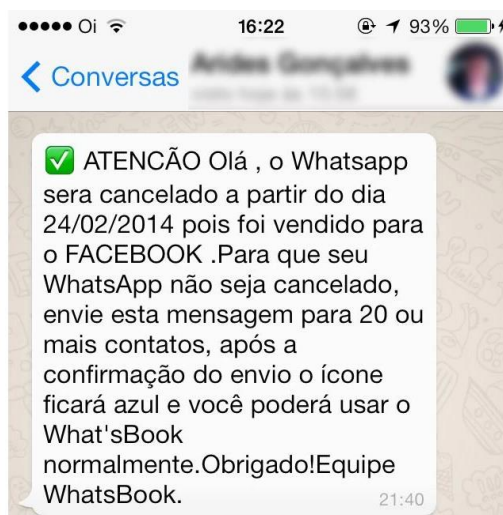 Oi 16:22 93%
Conversas Arides Gonçalves
✅ ATENCÃO Olá , o Whatsapp
sera cancelado a partir do dia
24/02/2014 pois foi vendido para
o FACEBOOK .Para que seu
WhatsApp não seja cancelado,
envie esta mensagem para 20 ou
mais contatos, após a
confirmação do envio o ícone
ficará azul e você poderá usar o
What'sBook
normalmente.Obrigado!Equipe
WhatsBook.
21:40